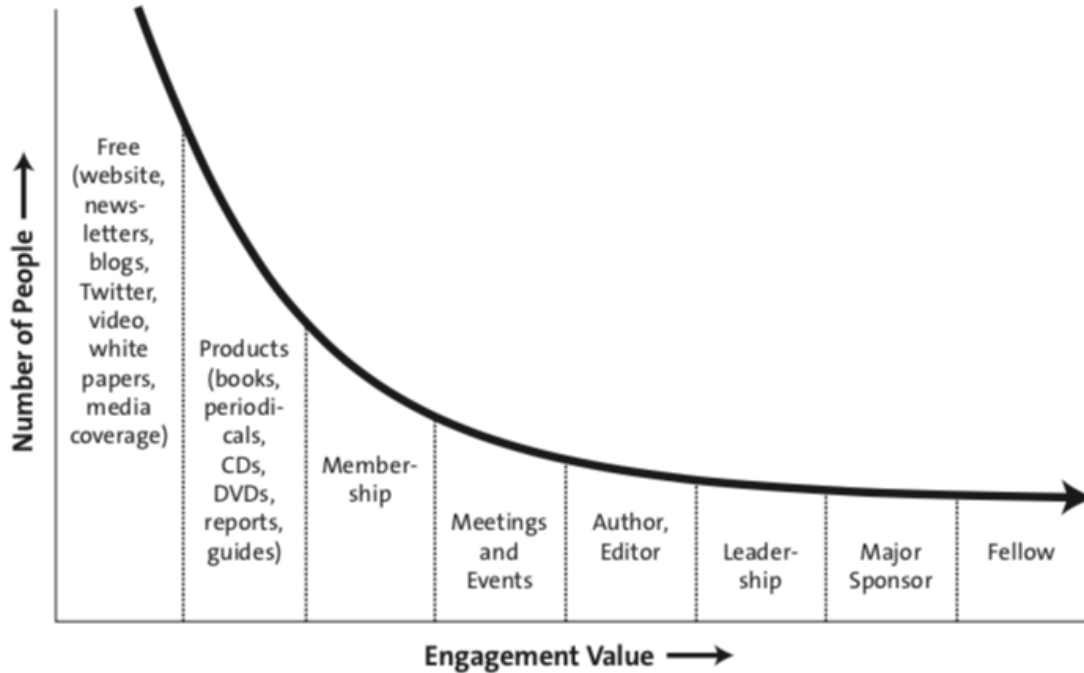 Number of People
Free
(website,
news-
letters,
blogs,
Twitter,
video,
white
papers,
media
coverage)
Products
(books,
periodi-
cals,
CDs,
DVDs,
reports,
guides)
Member-
ship
Meetings
and
Events
Author,
Editor
Leader-
ship
Major
Sponsor
Fellow
Engagement Value